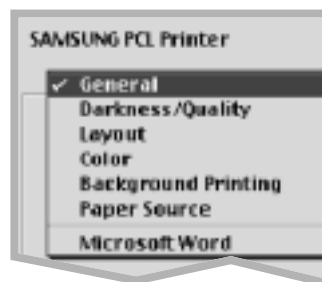 SAMSUNG PCL Printer
✓ General
Darkness/Quality
Layout
Color
Background Printing
Paper Source
Microsoft Word